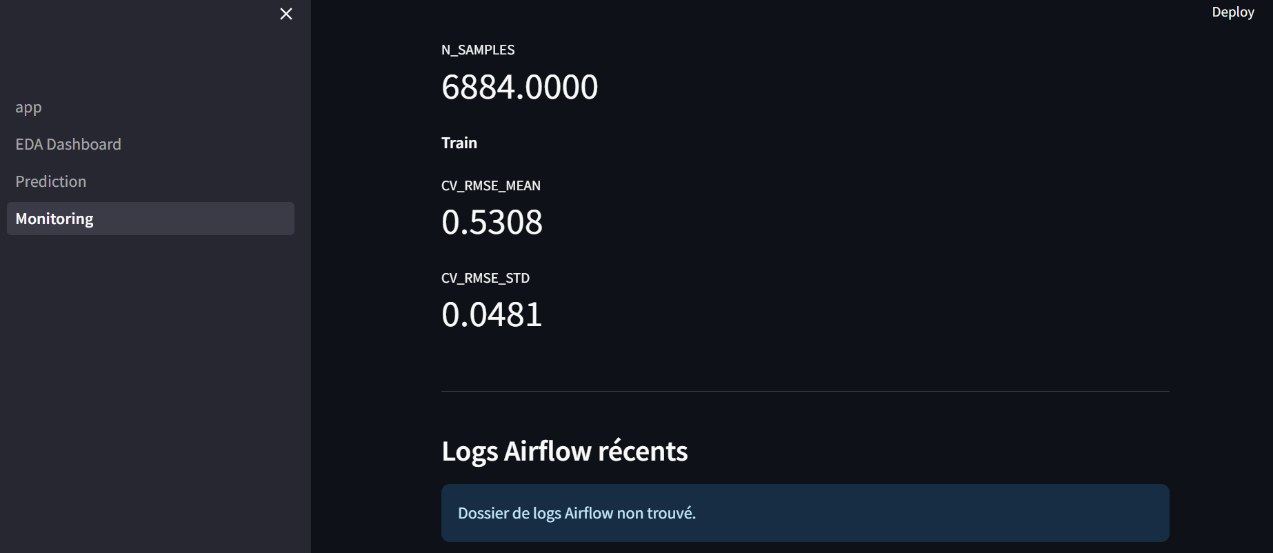 Deploy
app
EDA Dashboard
Prediction
Monitoring
N_SAMPLES
6884.0000
Train
CV_RMSE_MEAN
0.5308
CV_RMSE_STD
0.0481
Logs Airflow récents
Dossier de logs Airflow non trouvé.